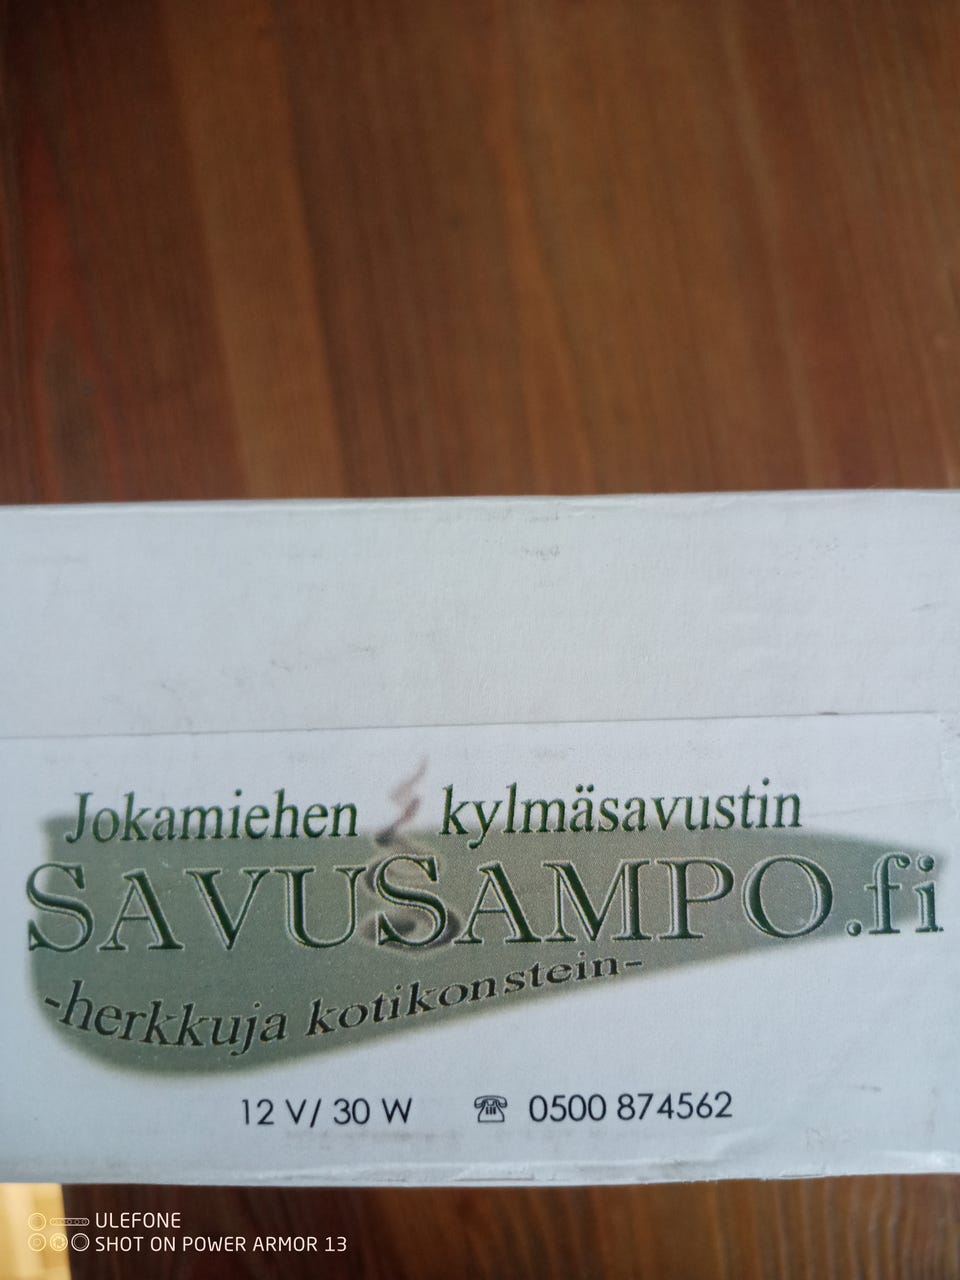 Jokamiehen kylmäsavustin
SAVUSAMPO.fi
-herkkuja kotikonstein-
12 V/ 30 W ☎ 0500 874562
ULEFONE
SHOT ON POWER ARMOR 13